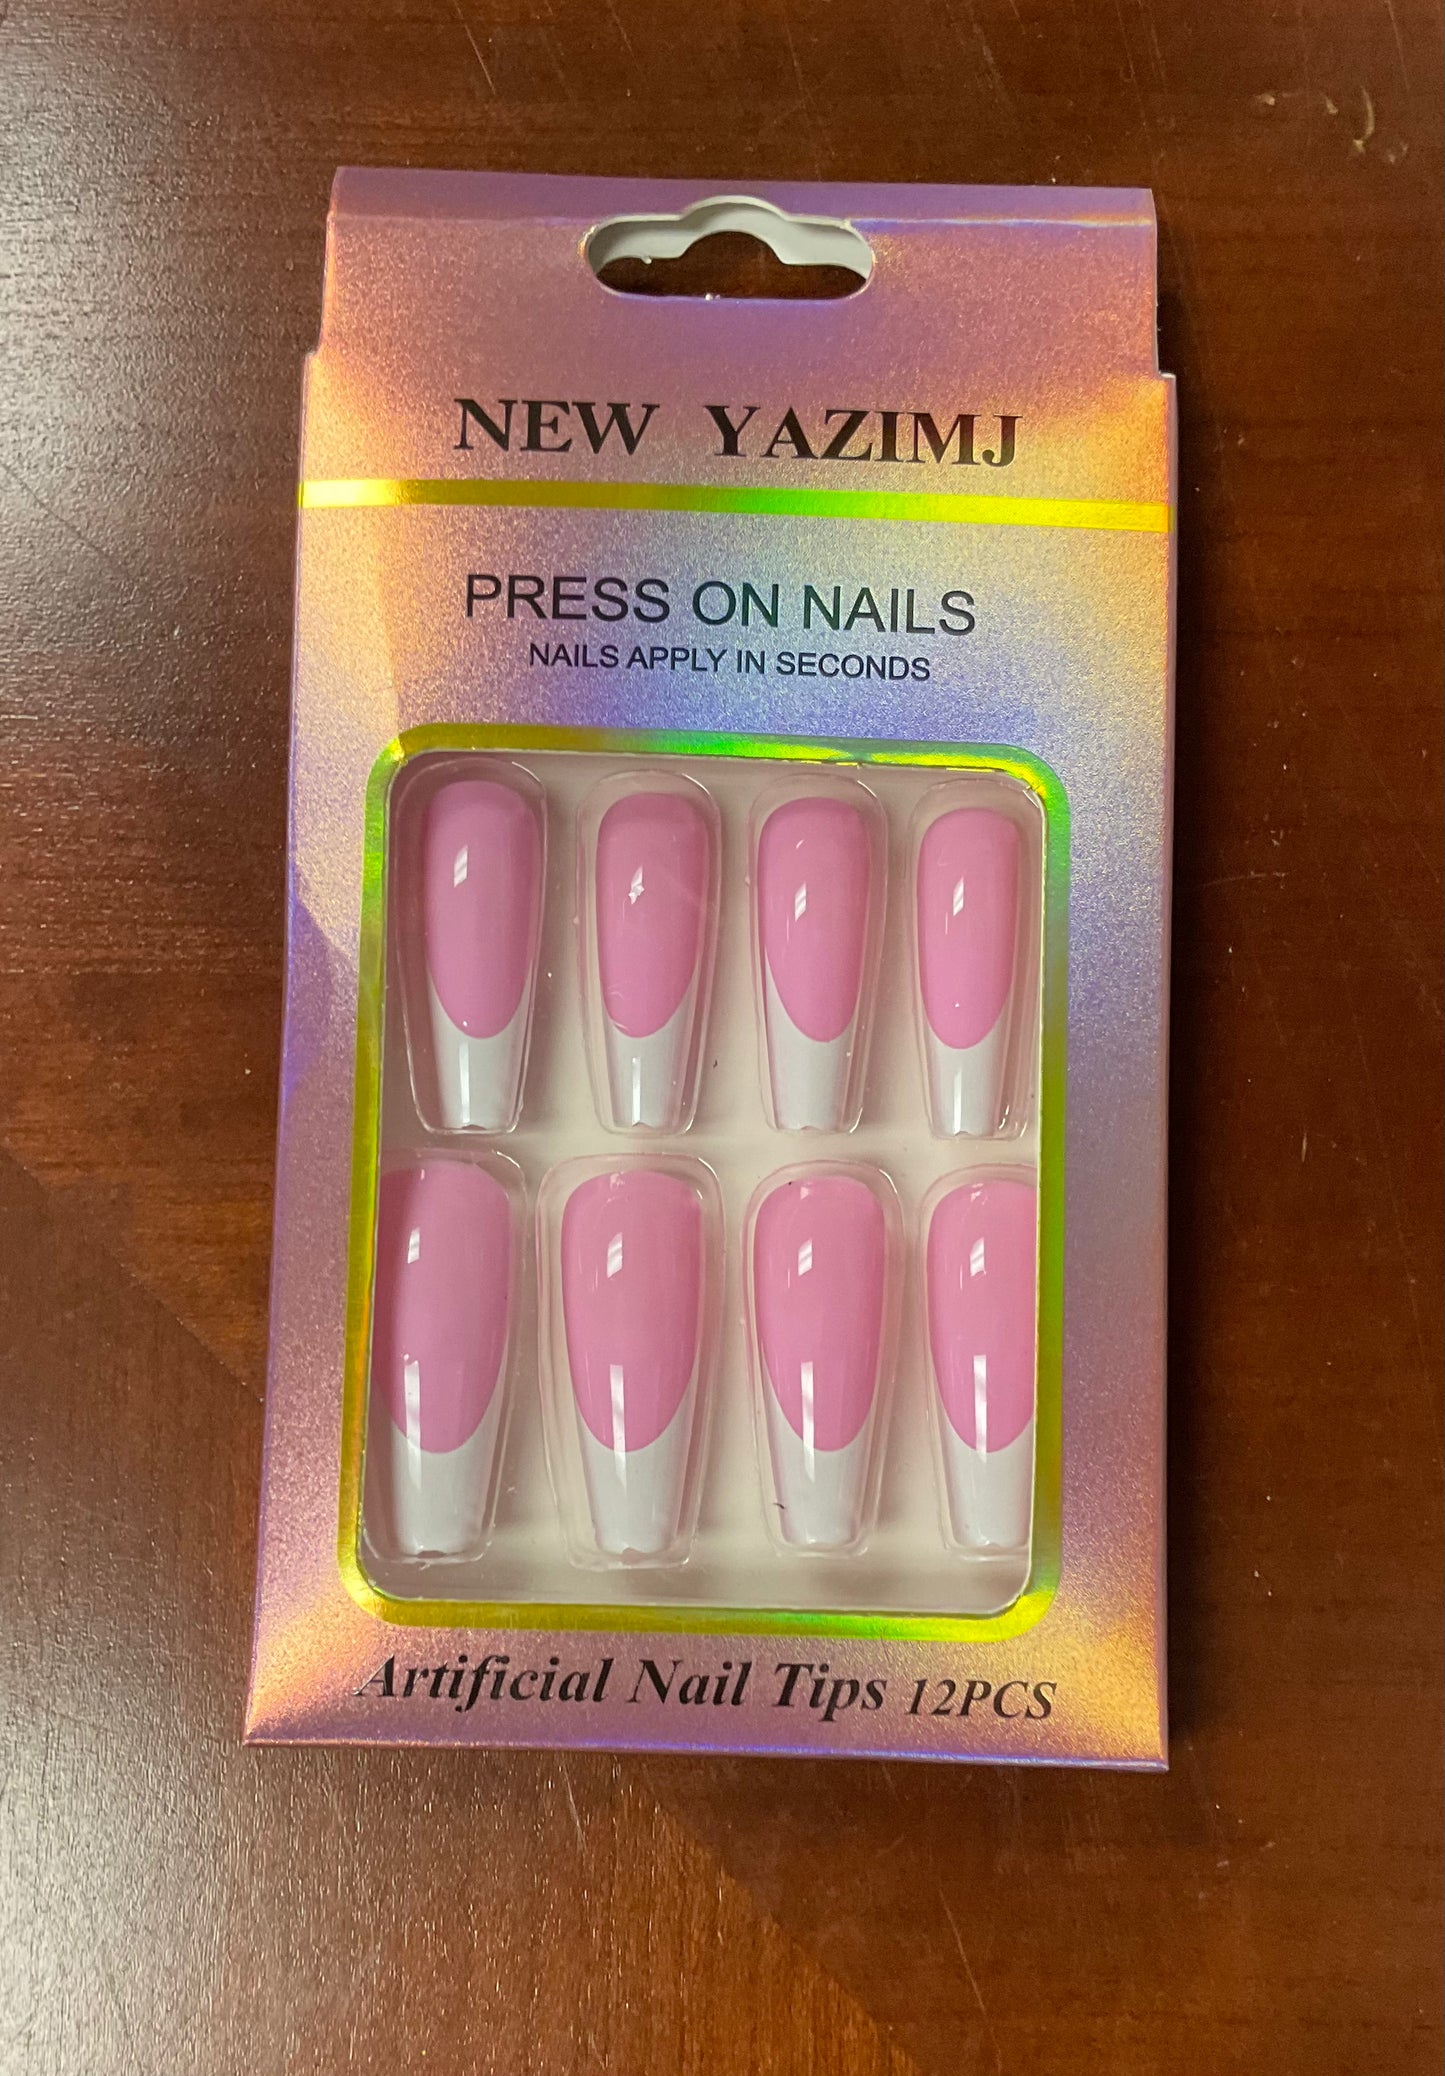 NEW YAZIMJ
PRESS ON NAILS
NAILS APPLY IN SECONDS
Artificial Nail Tips 12PCS